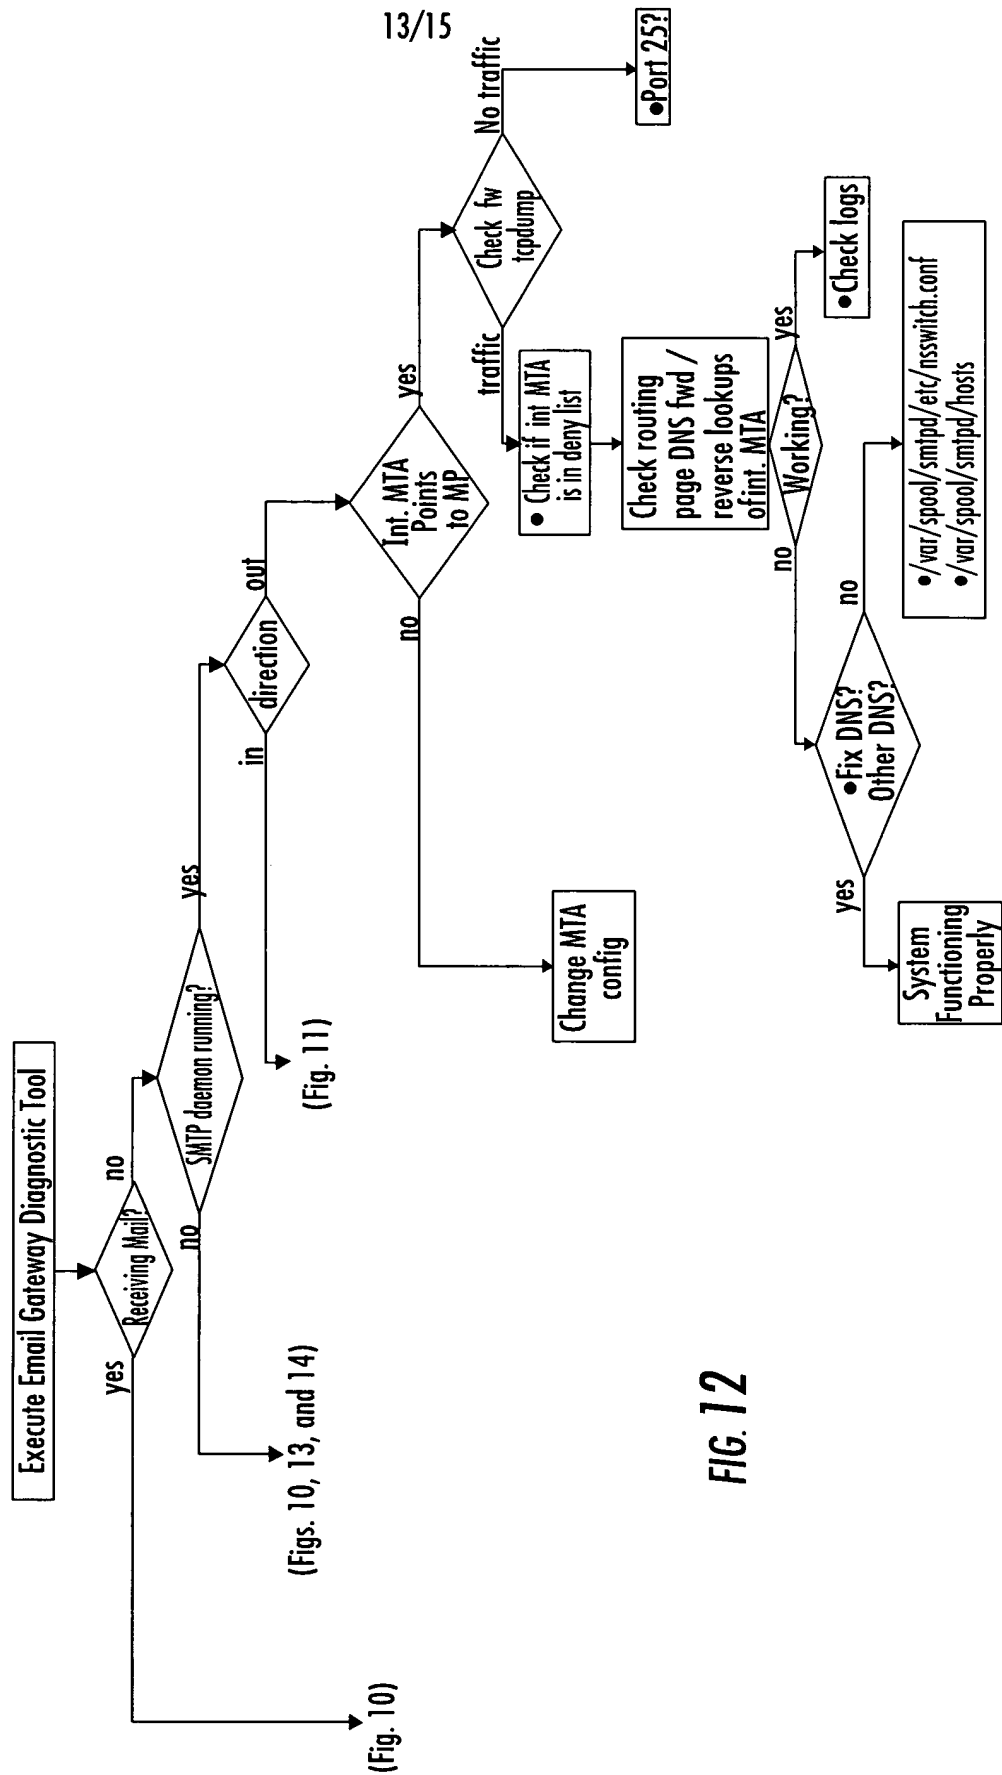 13/15
Execute Email Gateway Diagnostic Tool
Receiving Mail?
yes
no
(Fig. 10)
SMTP daemon running?
no
yes
(Figs. 10, 13, and 14)
direction
in
out
(Fig. 11)
Int. MTA
Points
to MP
no
yes
Change MTA
config
Check fw
tcpdump
traffic
No traffic
●Port 25?
● Check if int MTA
is in deny list
Check routing
page DNS fwd /
reverse lookups
ofint. MTA
Working?
no
yes
●Check logs
●Fix DNS?
Other DNS?
yes
no
System
Functioning
Properly
●/var/spool/smtpd/etc/nsswitch.conf
●/var/spool/smtpd/hosts
FIG. 12